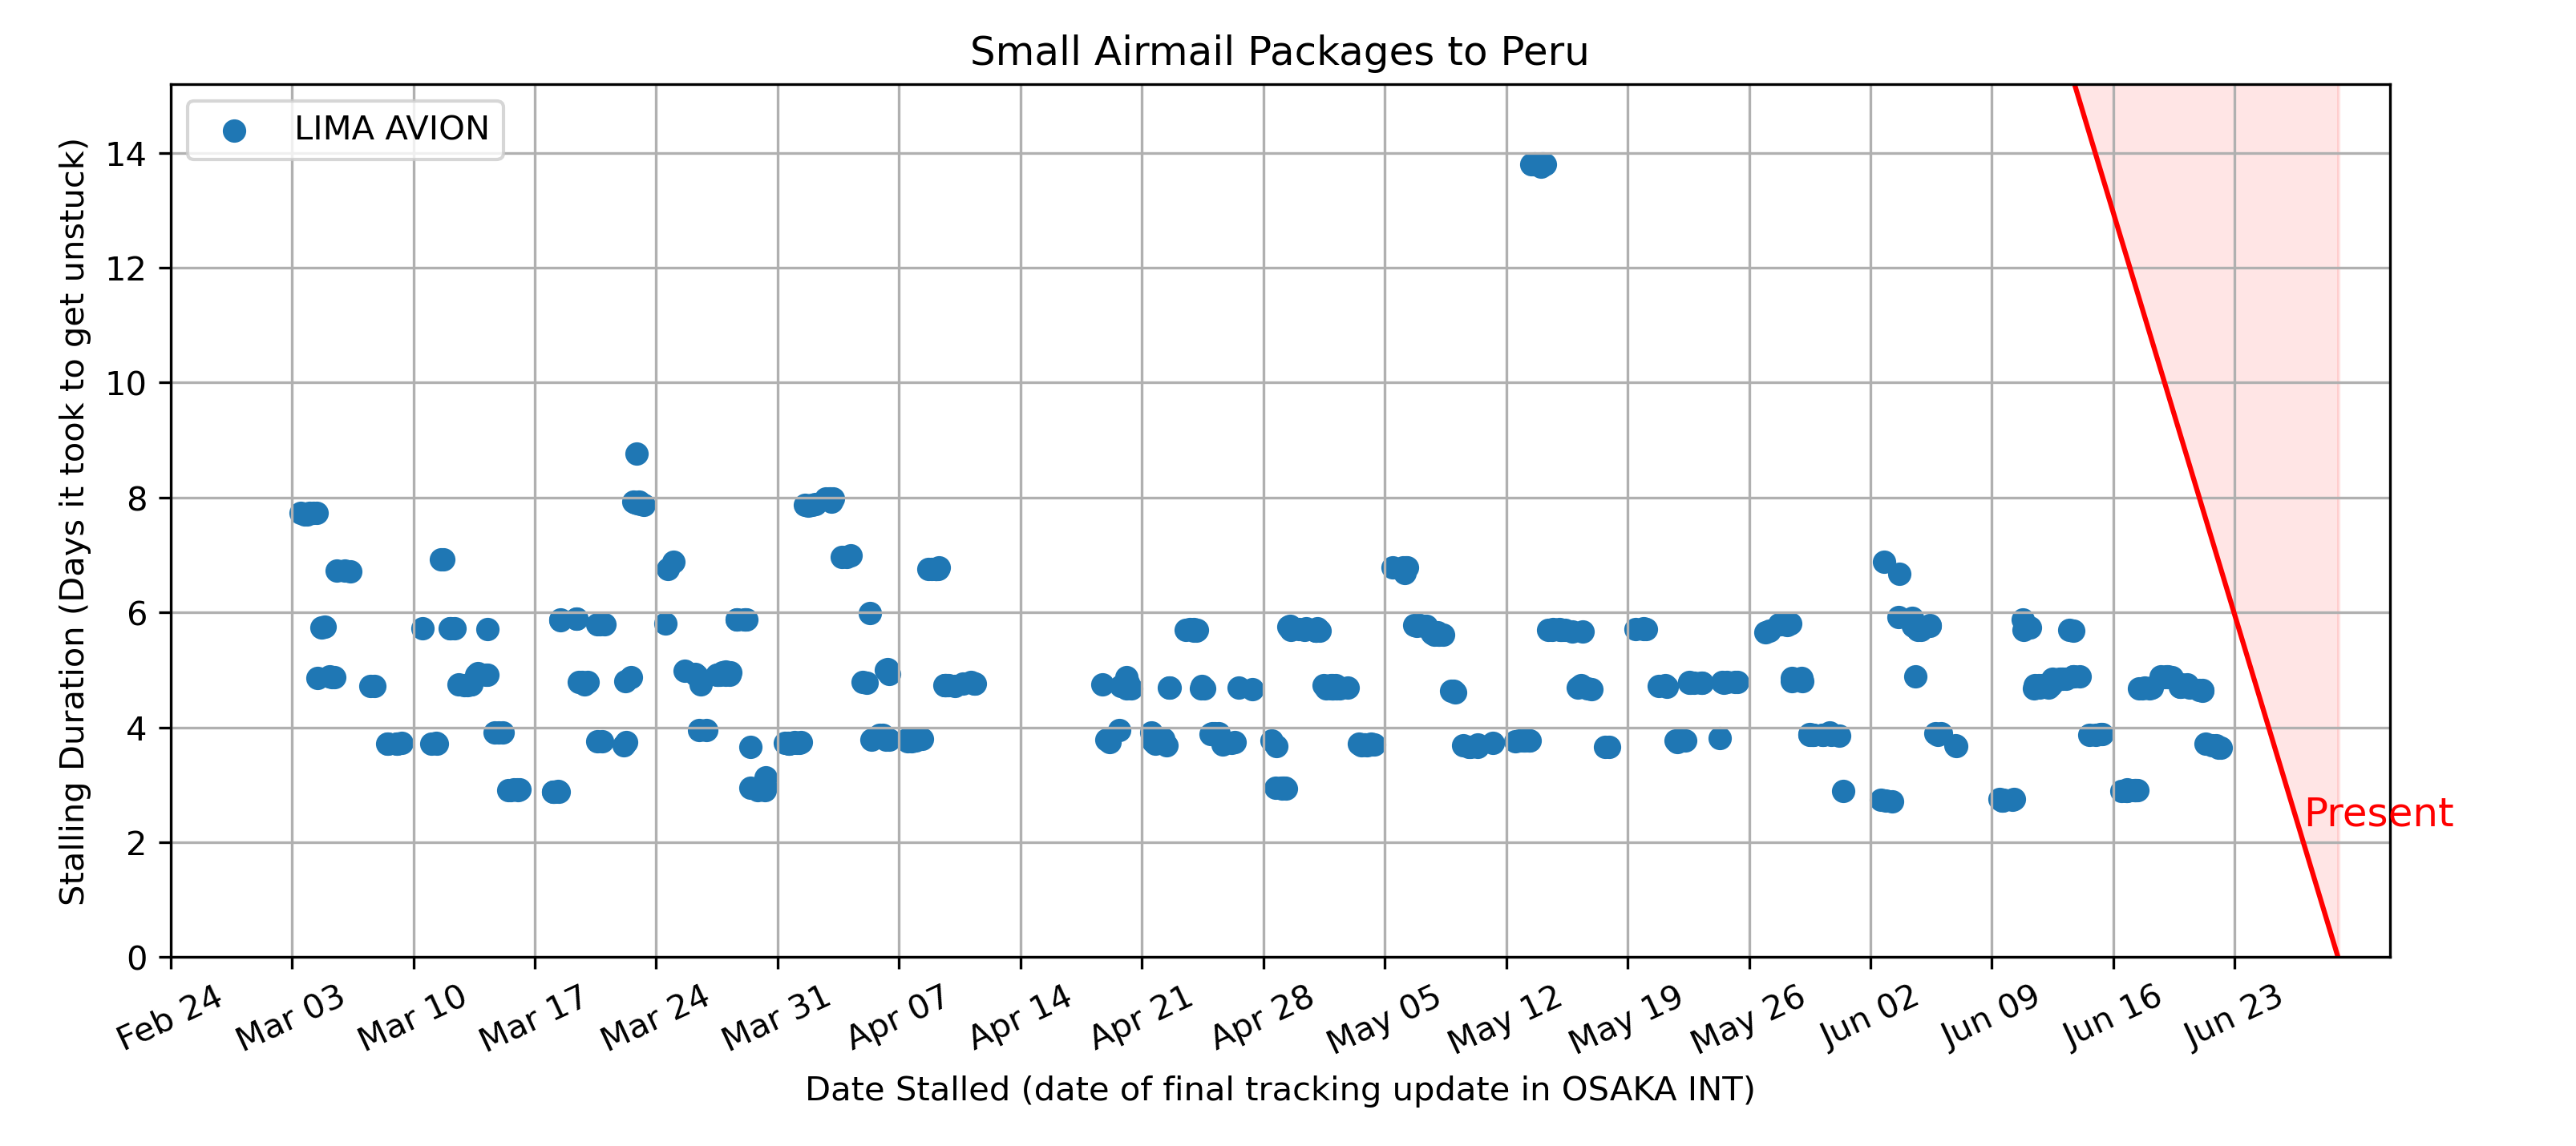 Small Airmail Packages to Peru
LIMA AVION
Stalling Duration (Days it took to get unstuck)
14
12
10
8
6
4
2
0
Present
Feb 24
Mar 03
Mar 10
Mar 17
Mar 24
Mar 31
Apr 07
Apr 14
Apr 21
Apr 28
May 05
May 12
May 19
May 26
Jun 02
Jun 09
Jun 16
Jun 23
Date Stalled (date of final tracking update in OSAKA INT)